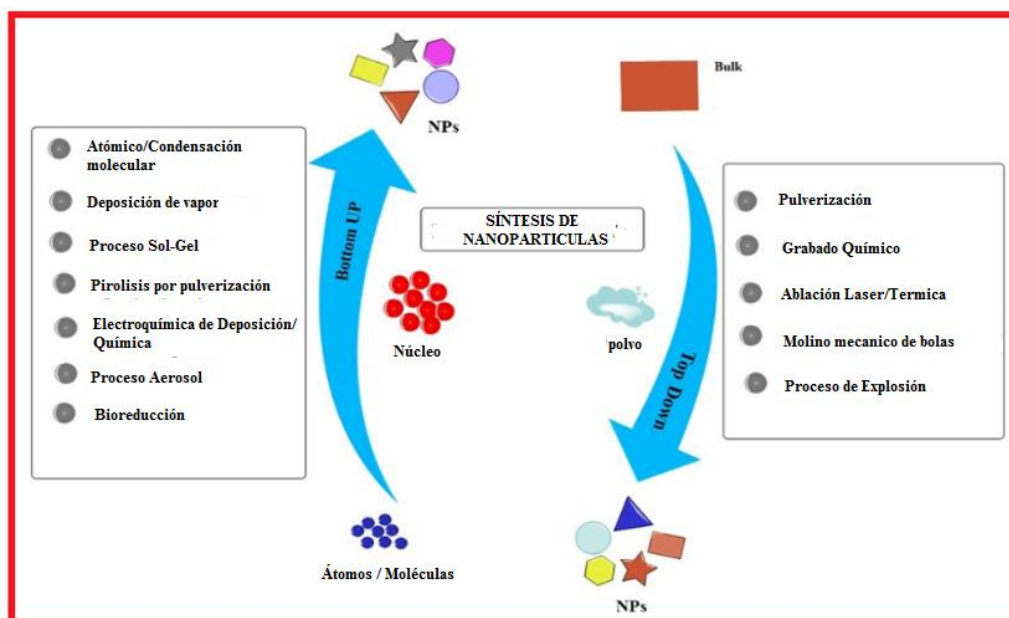 NPs
Bulk
Atómico/Condensación
molecular
Deposición de vapor
Proceso Sol-Gel
Pirolisis por pulverización
Electroquímica de Deposición/
Química
Proceso Aerosol
Bioreducción
Bottom UP
SÍNTESIS DE
NANOPARTICULAS
Núcleo
polvo
Top Down
Pulverización
Grabado Químico
Ablación Laser/Termica
Molino mecanico de bolas
Proceso de Explosión
Átomos / Moléculas
NPs